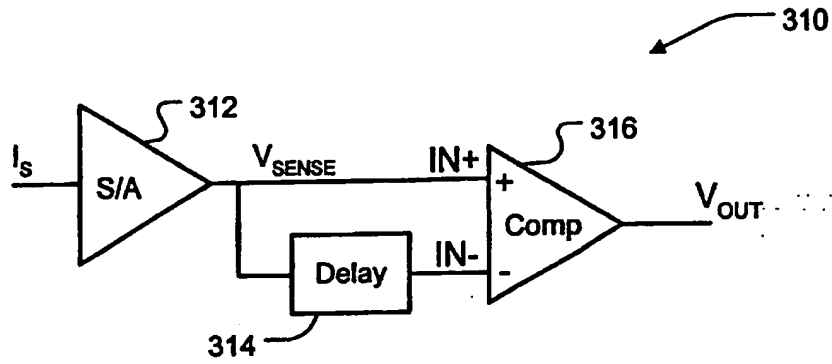 310
312
316
I_S
S/A
V_SENSE
IN+
+
Comp
V_OUT
Delay
IN-
-
314